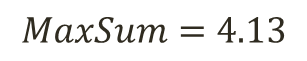 MaxSum = 4.13